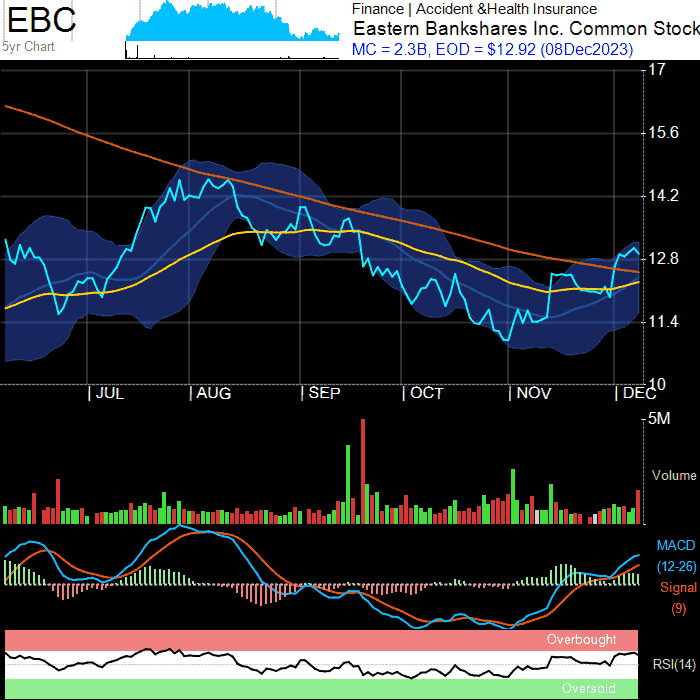 EBC
5yr Chart
Finance | Accident &Health Insurance
Eastern Bankshares Inc. Common Stock
MC = 2.3B, EOD = $12.92 (08Dec2023)
17
15.6
14.2
12.8
11.4
10
| JUL | AUG | SEP | OCT | NOV | DEC
5M
Volume
MACD
(12-26)
Signal
(9)
Overbought
RSI(14)
Oversold